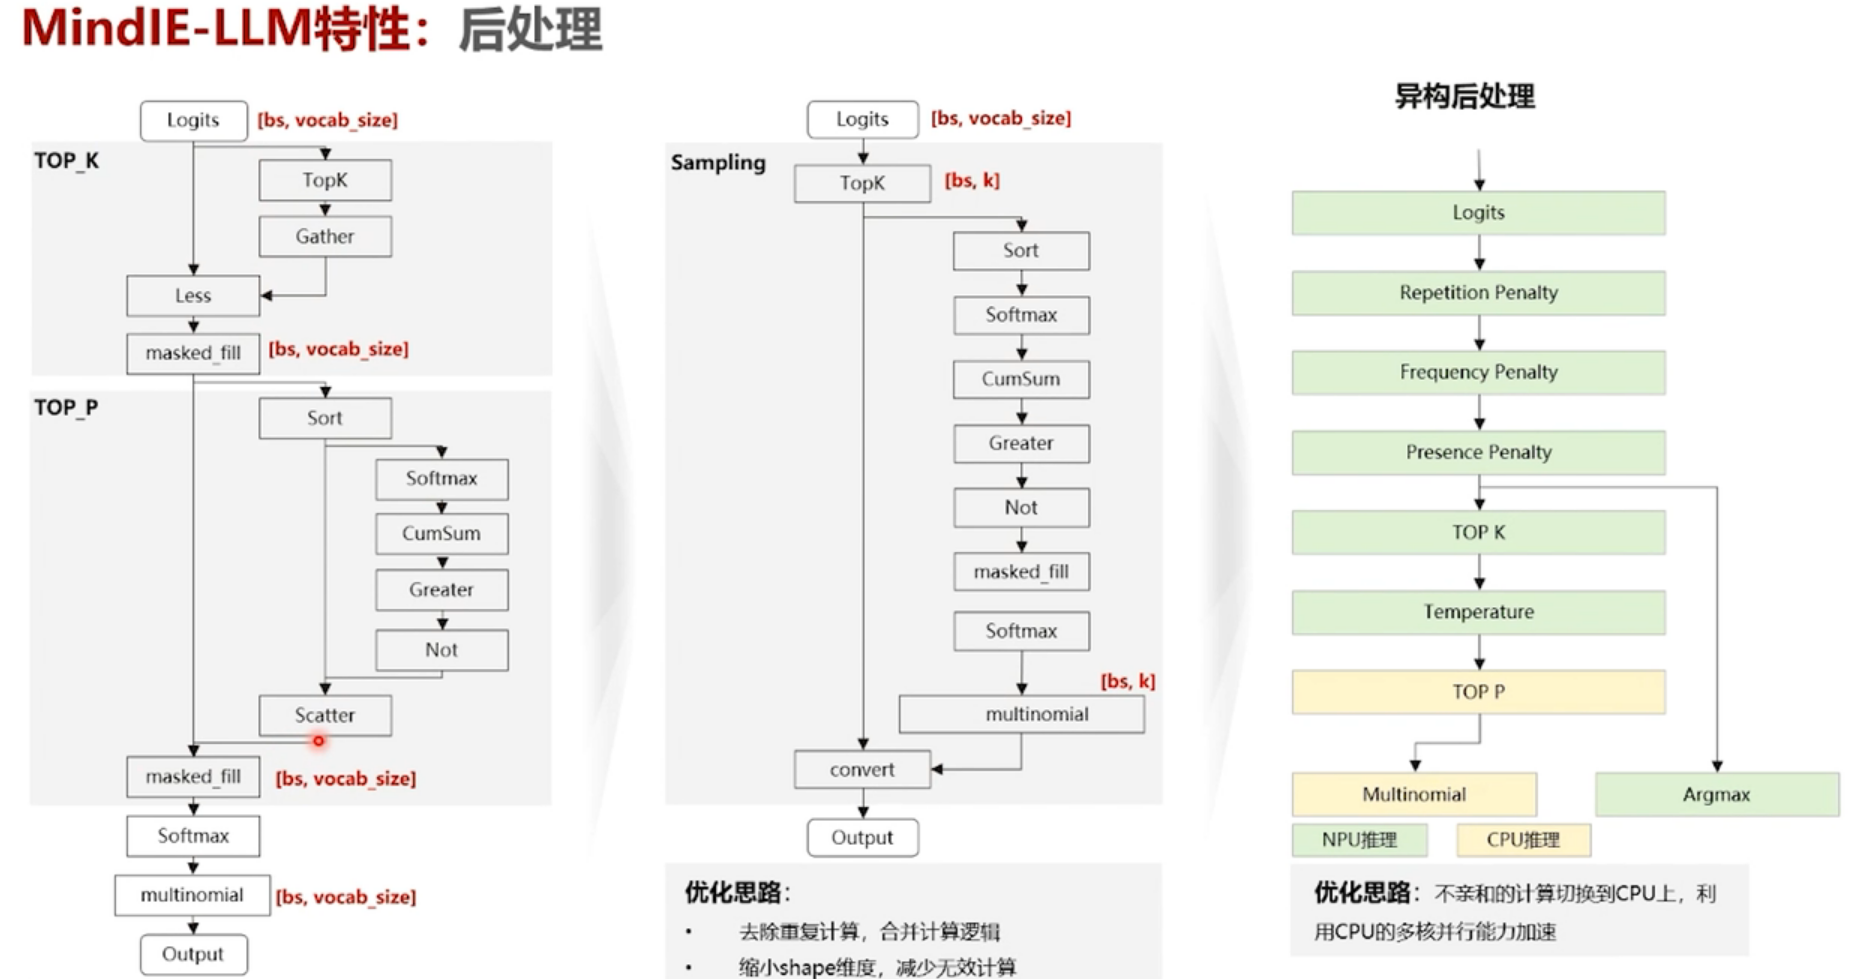 MindIE-LLM特性：后处理
Logits
[bs, vocab_size]
TOP_K
TopK
Gather
Less
masked_fill
[bs, vocab_size]
TOP_P
Sort
Softmax
CumSum
Greater
Not
Scatter
masked_fill
[bs, vocab_size]
Softmax
multinomial
[bs, vocab_size]
Output
Logits
[bs, vocab_size]
Sampling
TopK
[bs, k]
Sort
Softmax
CumSum
Greater
Not
masked_fill
Softmax
[bs, k]
multinomial
convert
Output
优化思路：
• 去除重复计算，合并计算逻辑
• 缩小shape维度，减少无效计算
异构后处理
Logits
Repetition Penalty
Frequency Penalty
Presence Penalty
TOP K
Temperature
TOP P
Multinomial
Argmax
NPU推理
CPU推理
优化思路：不亲和的计算切换到CPU上，利
用CPU的多核并行能力加速